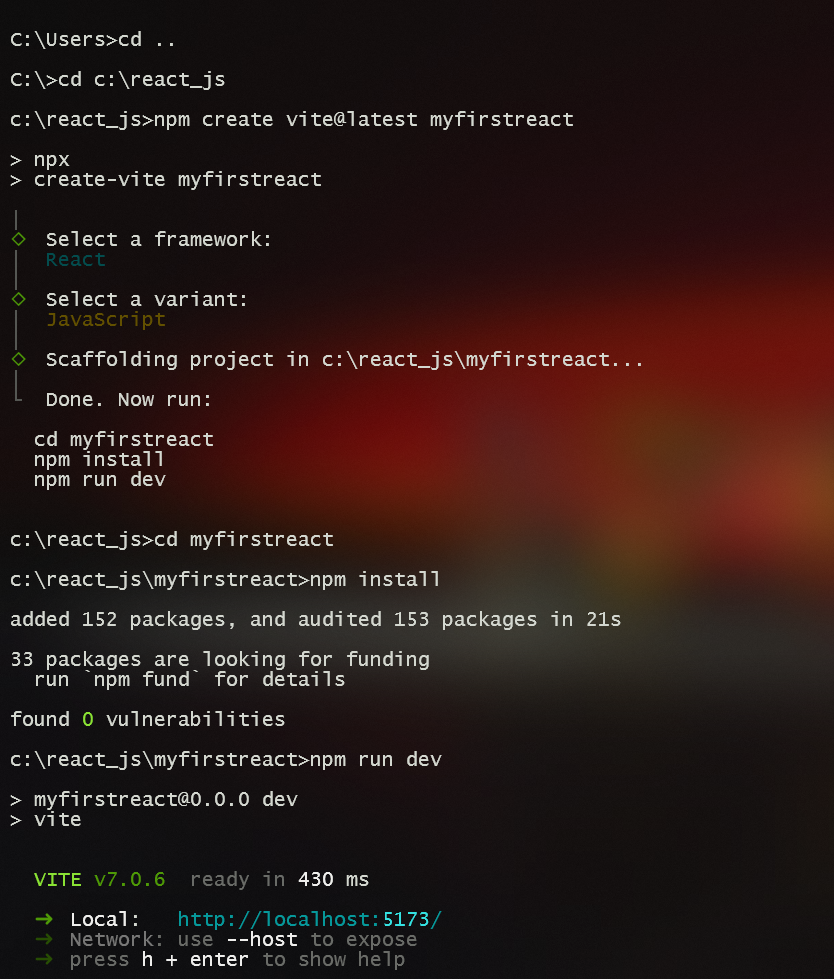 C:\Users>cd ..
C:\>cd c:\react_js
c:\react_js>npm create vite@latest myfirstreact
> npx
> create-vite myfirstreact
◇  Select a framework:
React
◇  Select a variant:
JavaScript
◇  Scaffolding project in c:\react_js\myfirstreact...
└  Done. Now run:
cd myfirstreact
npm install
npm run dev
c:\react_js>cd myfirstreact
c:\react_js\myfirstreact>npm install
added 152 packages, and audited 153 packages in 21s
33 packages are looking for funding
run `npm fund` for details
found 0 vulnerabilities
c:\react_js\myfirstreact>npm run dev
> myfirstreact@0.0.0 dev
> vite
VITE v7.0.6  ready in 430 ms
➜  Local:   http://localhost:5173/
➜  Network: use --host to expose
➜  press h + enter to show help